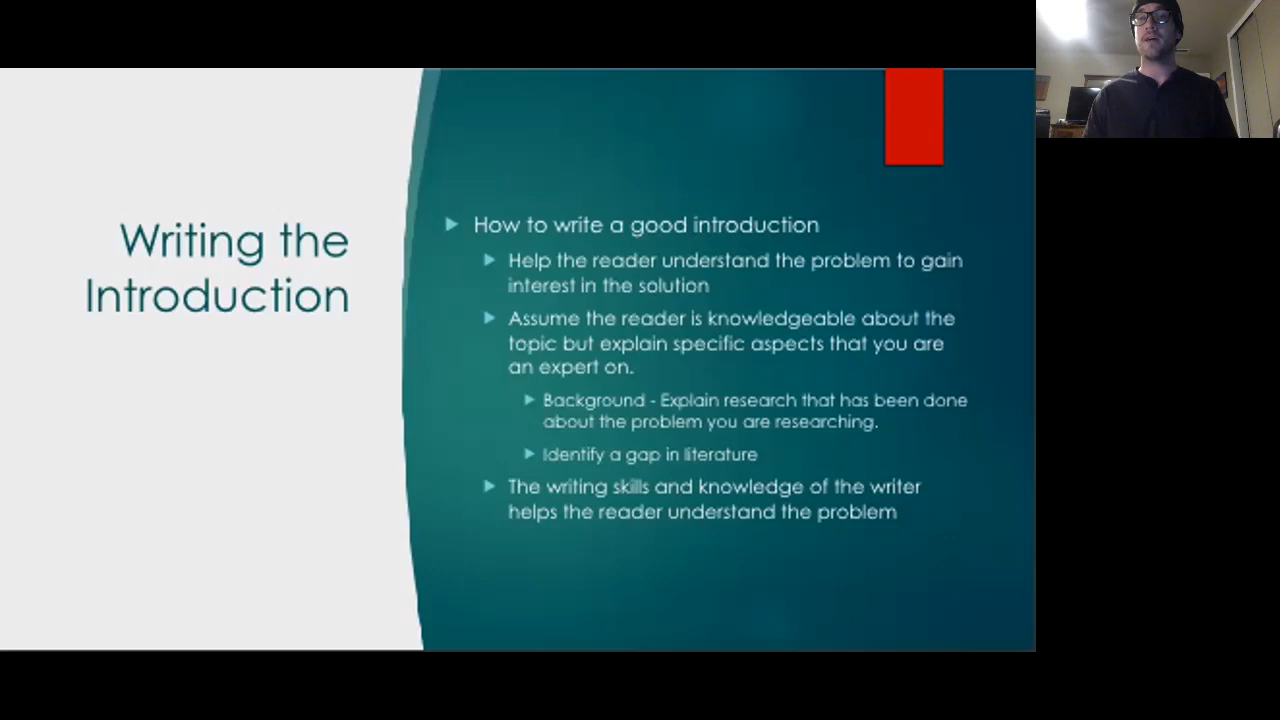 Writing the
Introduction
How to write a good introduction
Help the reader understand the problem to gain
interest in the solution
Assume the reader is knowledgeable about the
topic but explain specific aspects that you are
an expert on.
Background - Explain research that has been done
about the problem you are researching.
Identify a gap in literature
The writing skills and knowledge of the writer
helps the reader understand the problem